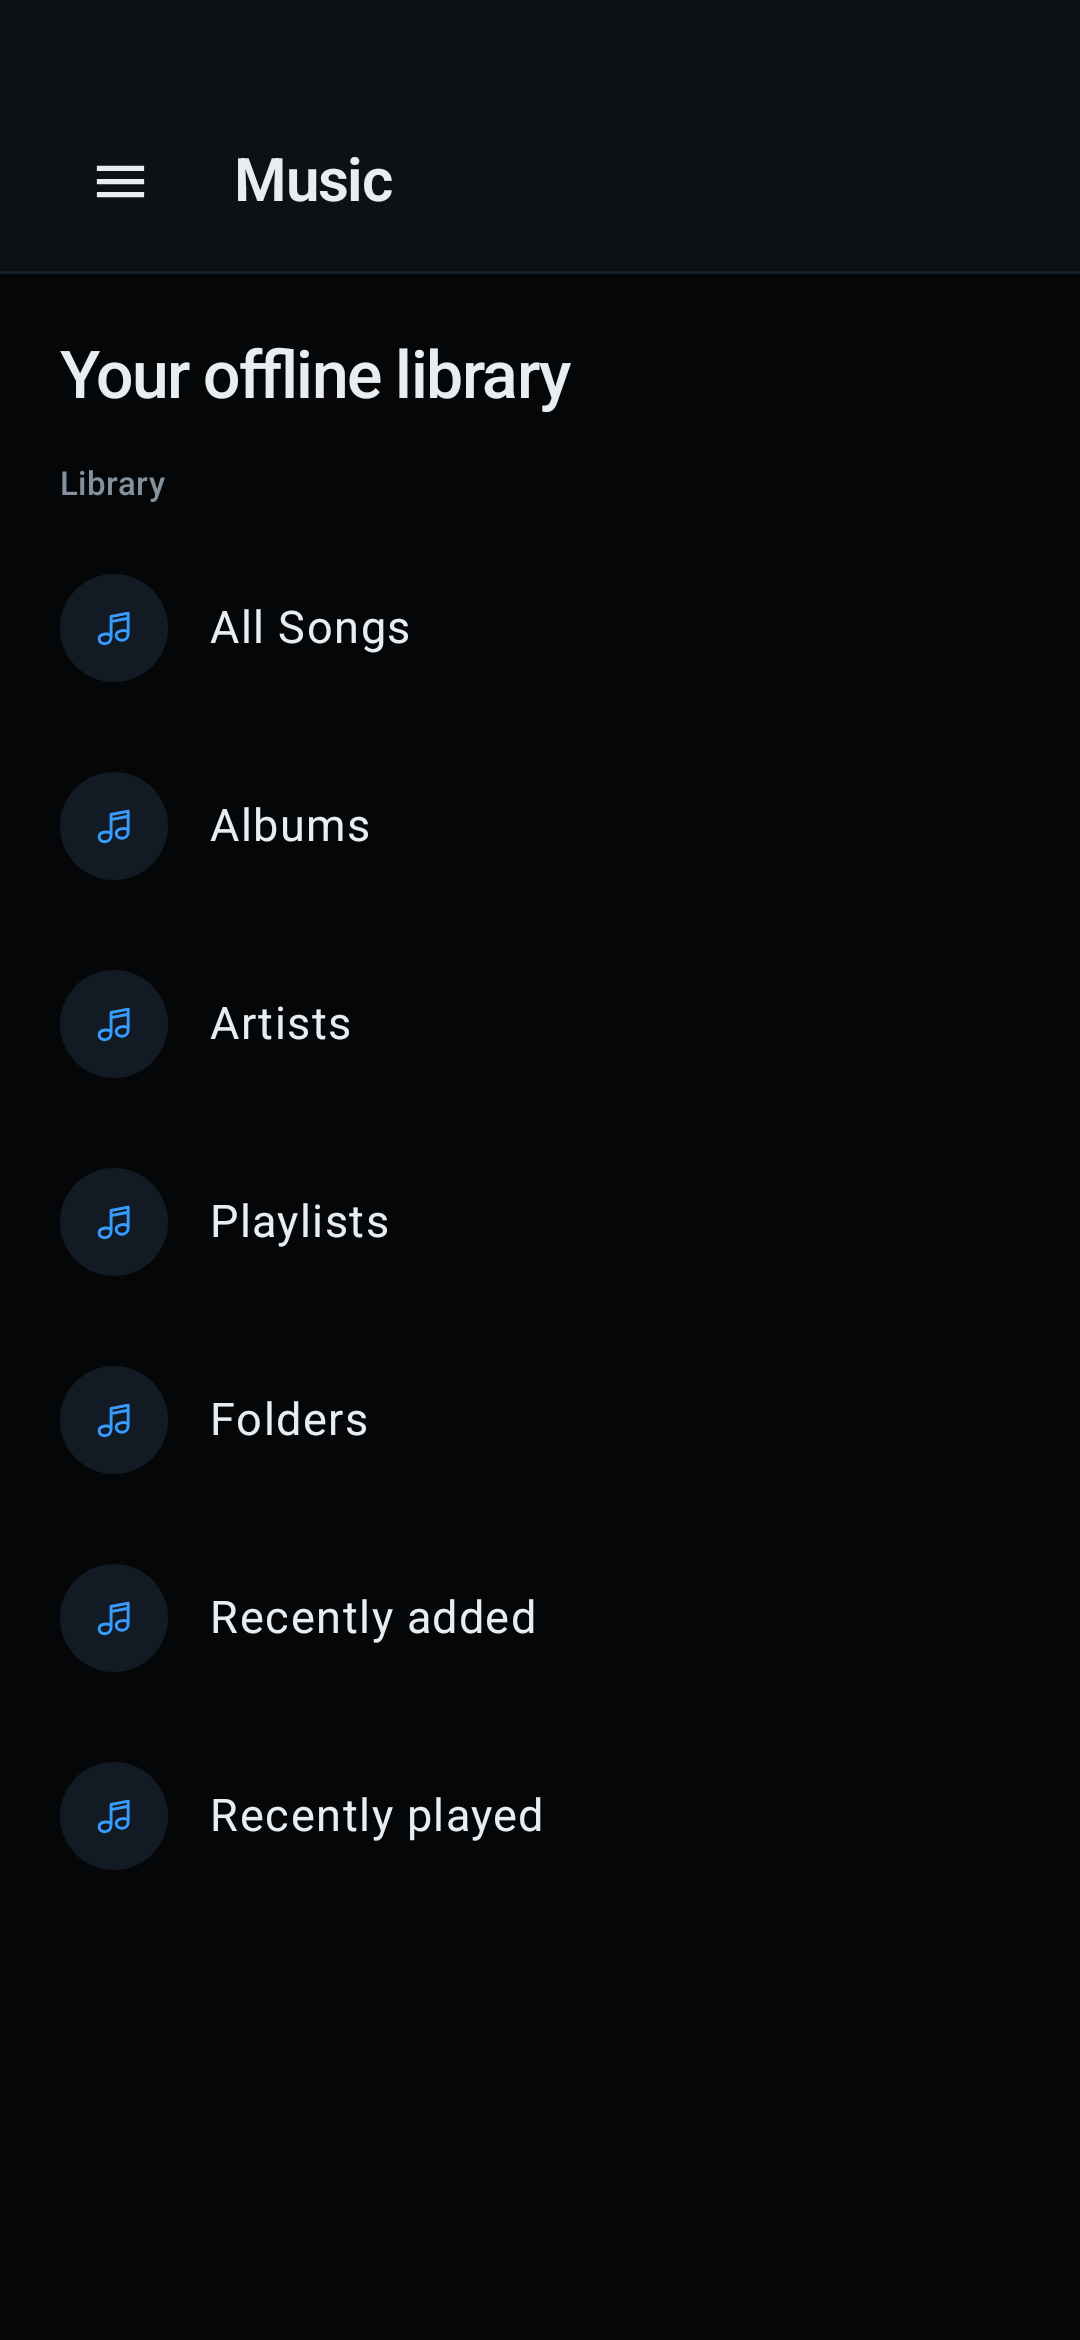 Music
Your offline library
Library
All Songs
Albums
Artists
Playlists
Folders
Recently added
Recently played